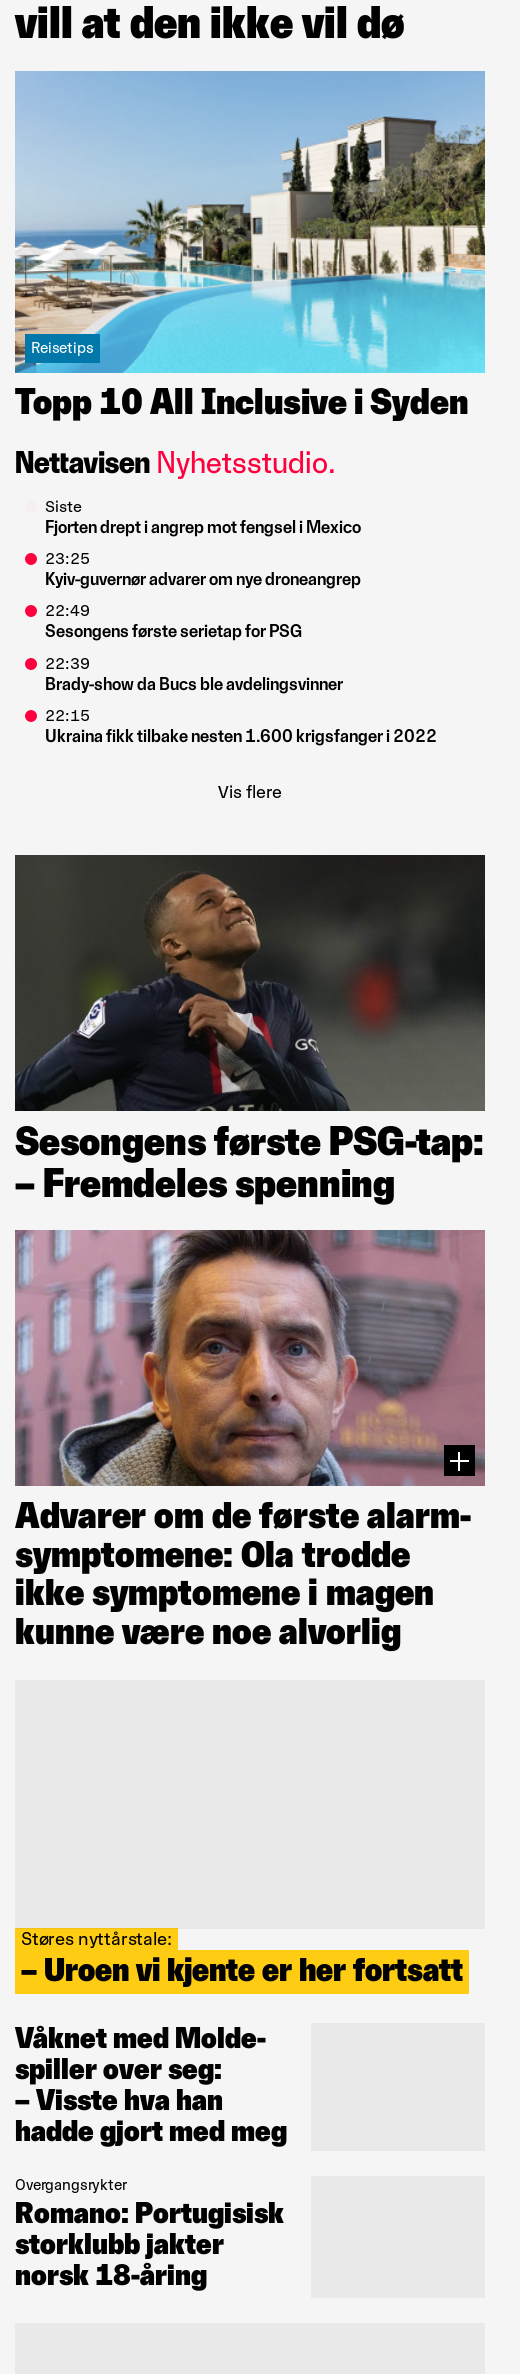 vill at den ikke vil dø
Reisetips
Topp 10 All Inclusive i Syden
Nettavisen Nyhetsstudio.
Siste
Fjorten drept i angrep mot fengsel i Mexico
23:25
Kyiv-guvernør advarer om nye droneangrep
22:49
Sesongens første serietap for PSG
22:39
Brady-show da Bucs ble avdelingsvinner
22:15
Ukraina fikk tilbake nesten 1.600 krigsfanger i 2022
Vis flere
Sesongens første PSG-tap:
– Fremdeles spenning
Advarer om de første alarm-
symptomene: Ola trodde
ikke symptomene i magen
kunne være noe alvorlig
Støres nyttårstale:
– Uroen vi kjente er her fortsatt
Våknet med Molde-
spiller over seg:
– Visste hva han
hadde gjort med meg
Overgangsrykter
Romano: Portugisisk
storklubb jakter
norsk 18-åring